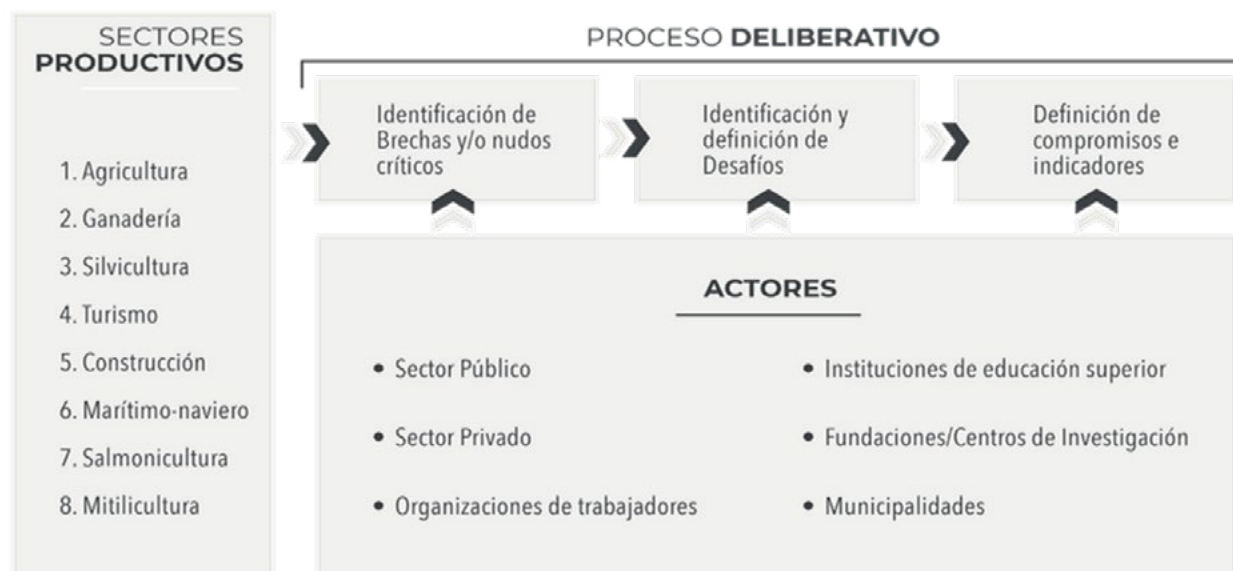 SECTORES
PRODUCTIVOS
1. Agricultura
2. Ganadería
3. Silvicultura
4. Turismo
5. Construcción
6. Marítimo-naviero
7. Salmonicultura
8. Mitilicultura
PROCESO DELIBERATIVO
Identificación de
Brechas y/o nudos
críticos
Identificación y
definición de
Desafíos
Definición de
compromisos e
indicadores
ACTORES
• Sector Público
• Sector Privado
• Organizaciones de trabajadores
• Instituciones de educación superior
• Fundaciones/Centros de Investigación
• Municipalidades